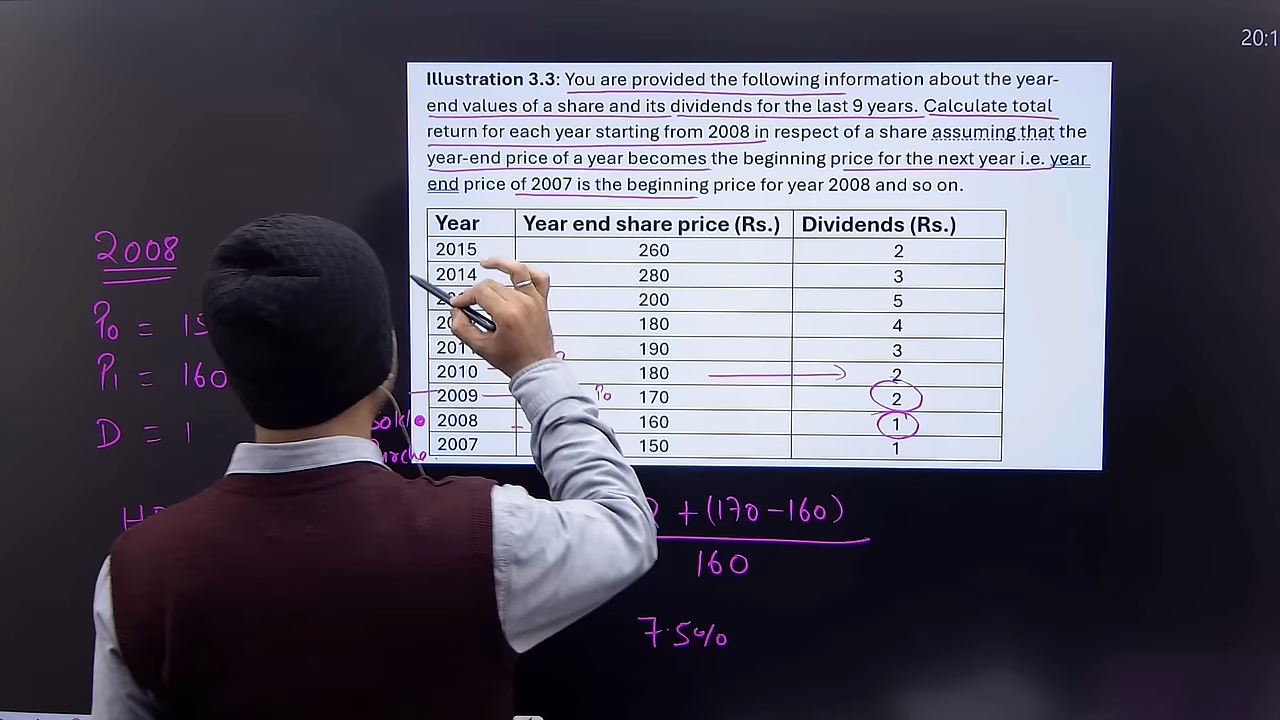 20:1
Illustration 3.3: You are provided the following information about the year-
end values of a share and its dividends for the last 9 years. Calculate total
return for each year starting from 2008 in respect of a share assuming that the
year-end price of a year becomes the beginning price for the next year i.e. year
end price of 2007 is the beginning price for year 2008 and so on.
Year Year end share price (Rs.) Dividends (Rs.)
2015 260 2
2014 280 3
200 5
180 4
190 3
2010 180 2
2009 P₀ 170 2
2008 160 1
2007 150 1
2008
P₀ =
P₁ = 160
D = 1
+ (170-160)
160
7.5%